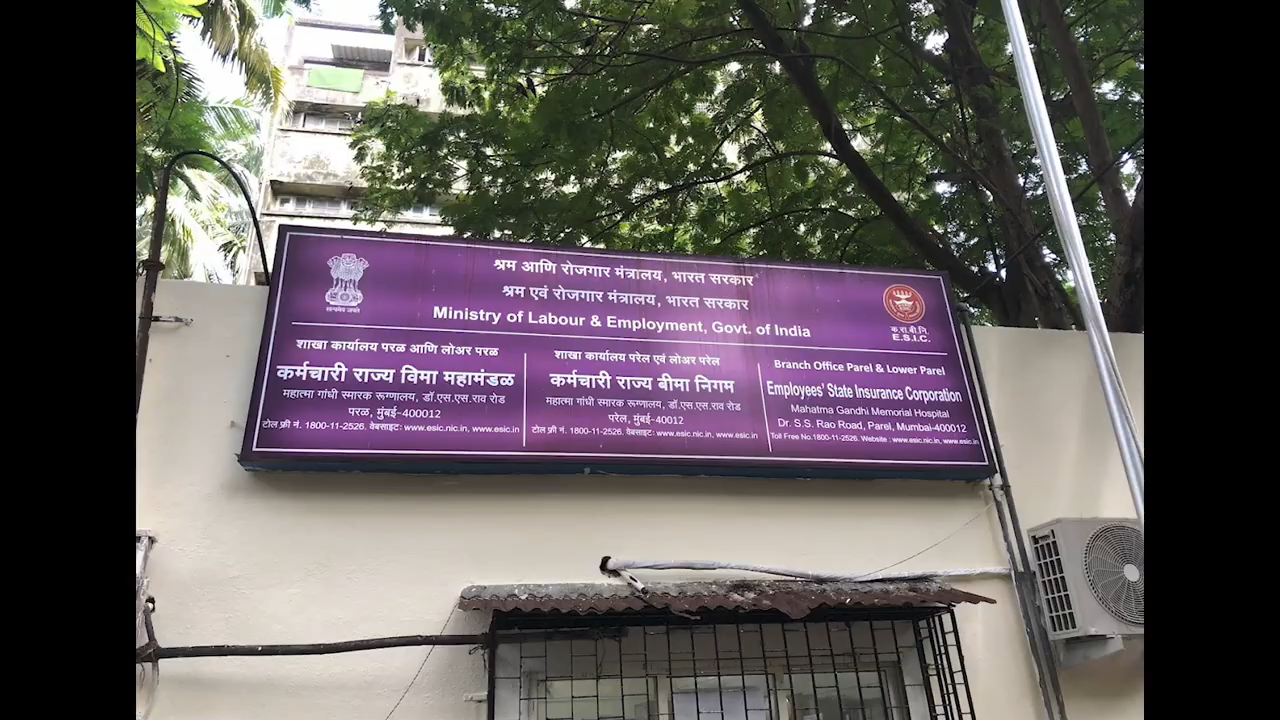 श्रम आणि रोजगार मंत्रालय, भारत सरकार
श्रम एवं रोजगार मंत्रालय, भारत सरकार
Ministry of Labour & Employment, Govt. of India
सत्यमेव जयते
क.रा.बी.नि.
E.S.I.C.
शाखा कार्यालय परळ आणि लोअर परळ
कर्मचारी राज्य विमा महामंडळ
महात्मा गांधी स्मारक रूग्णालय, डॉ.एस.एस.राव रोड
परळ, मुंबई-400012
टोल फ्री नं. 1800-11-2526. वेबसाइटः www.esic.nic.in, www.esic.in
शाखा कार्यालय परेल एवं लोअर परेल
कर्मचारी राज्य बीमा निगम
महात्मा गांधी स्मारक रूग्णालय, डॉ.एस.एस.राव रोड
परेल, मुंबई-40012
टोल फ्री नं. 1800-11-2526. वेबसाइटः www.esic.nic.in, www.esic.in
Branch Office Parel & Lower Parel
Employees' State Insurance Corporation
Mahatma Gandhi Memorial Hospital
Dr. S.S. Rao Road, Parel, Mumbai-400012
Toll Free No.1800-11-2526. Website : www.esic.nic.in, www.esic.in